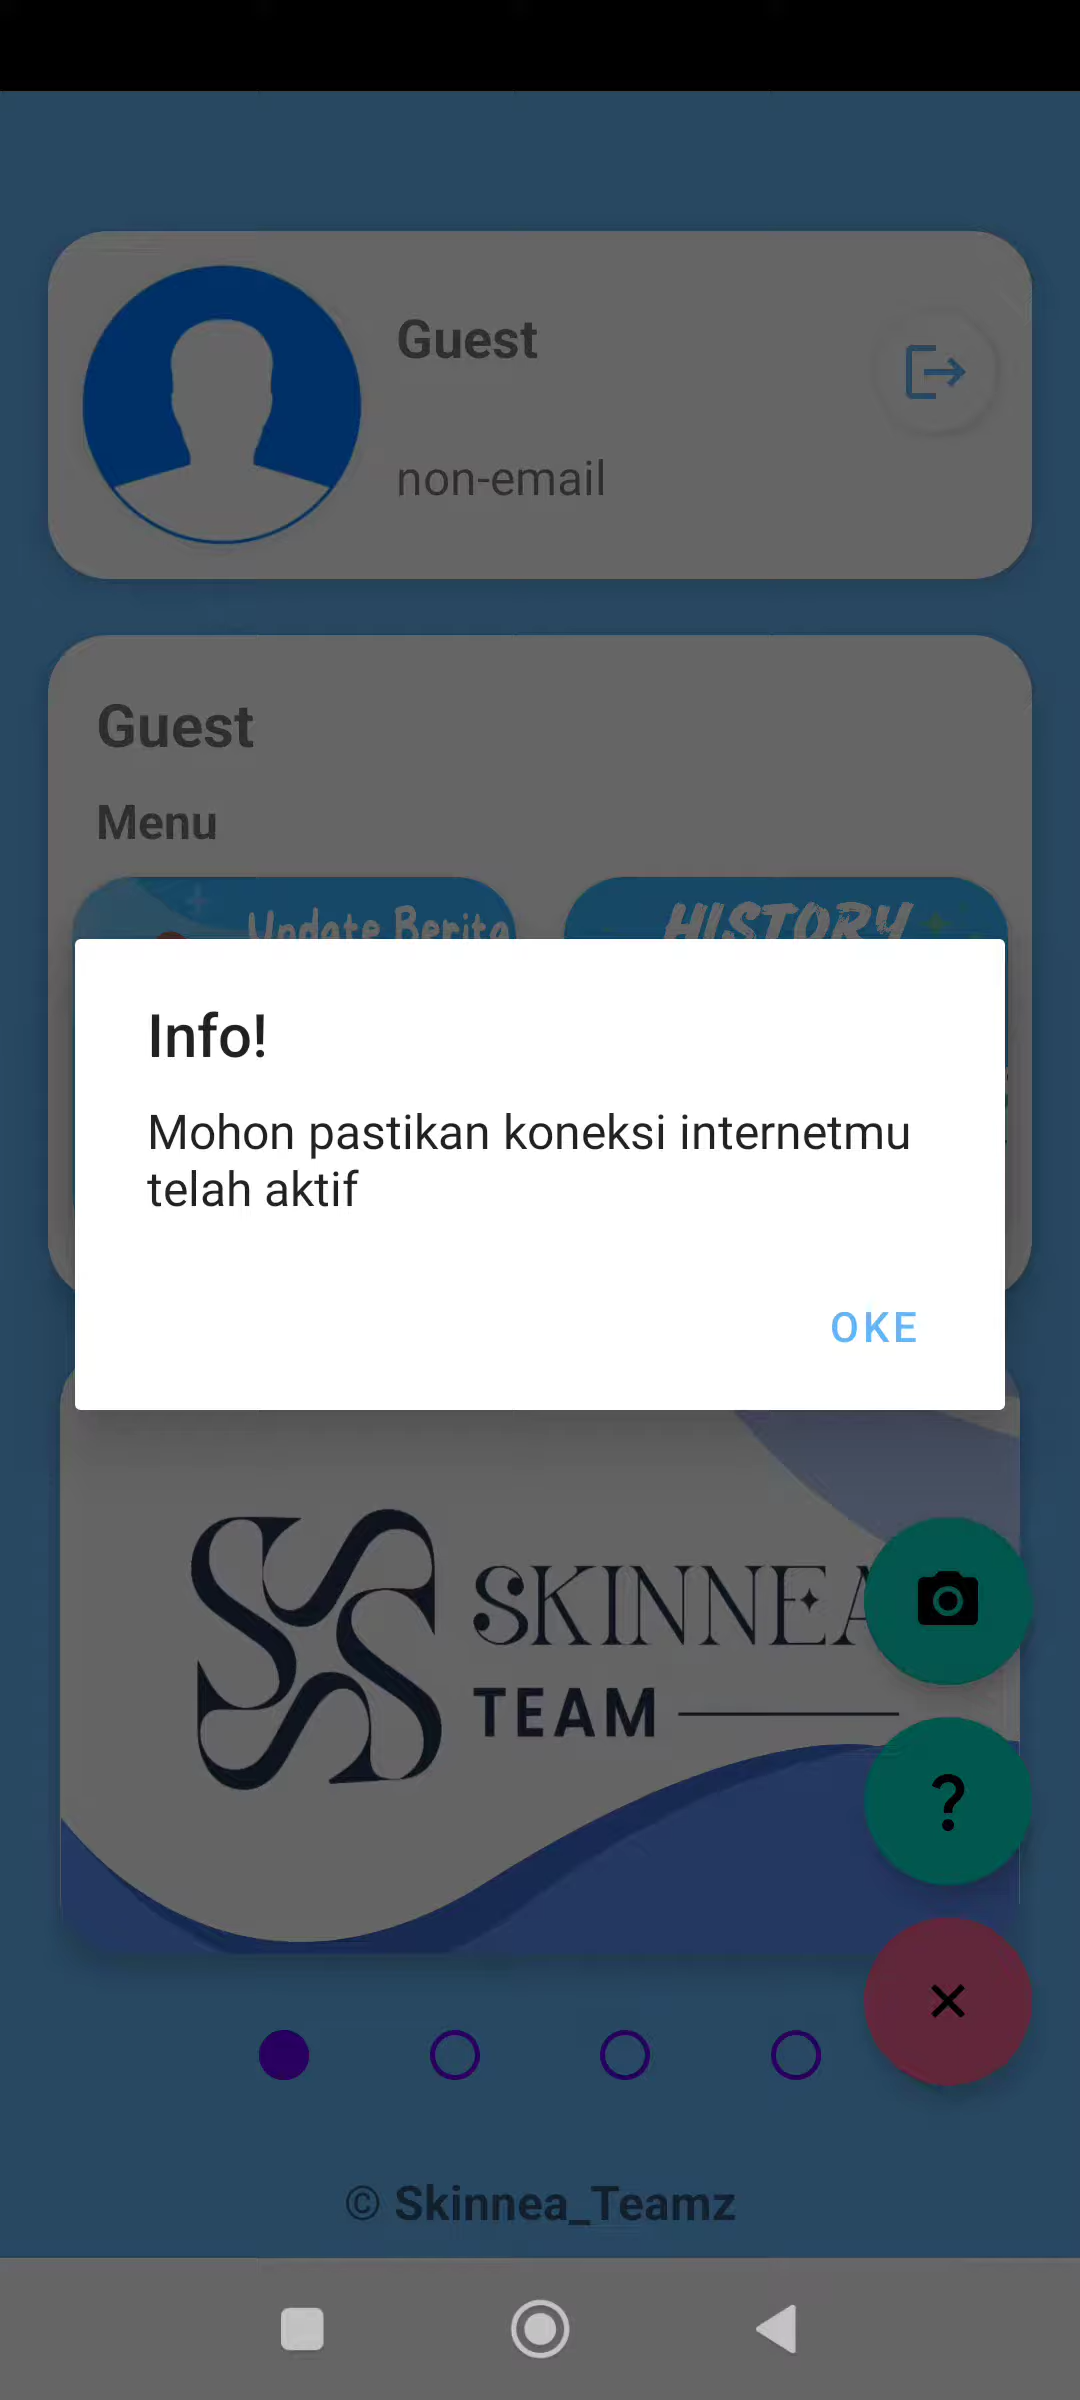 Guest
non-email
Guest
Menu
Update Berita
HISTORY
Info!
Mohon pastikan koneksi internetmu
telah aktif
OKE
SKINNEA
TEAM
?
© Skinnea_Teamz